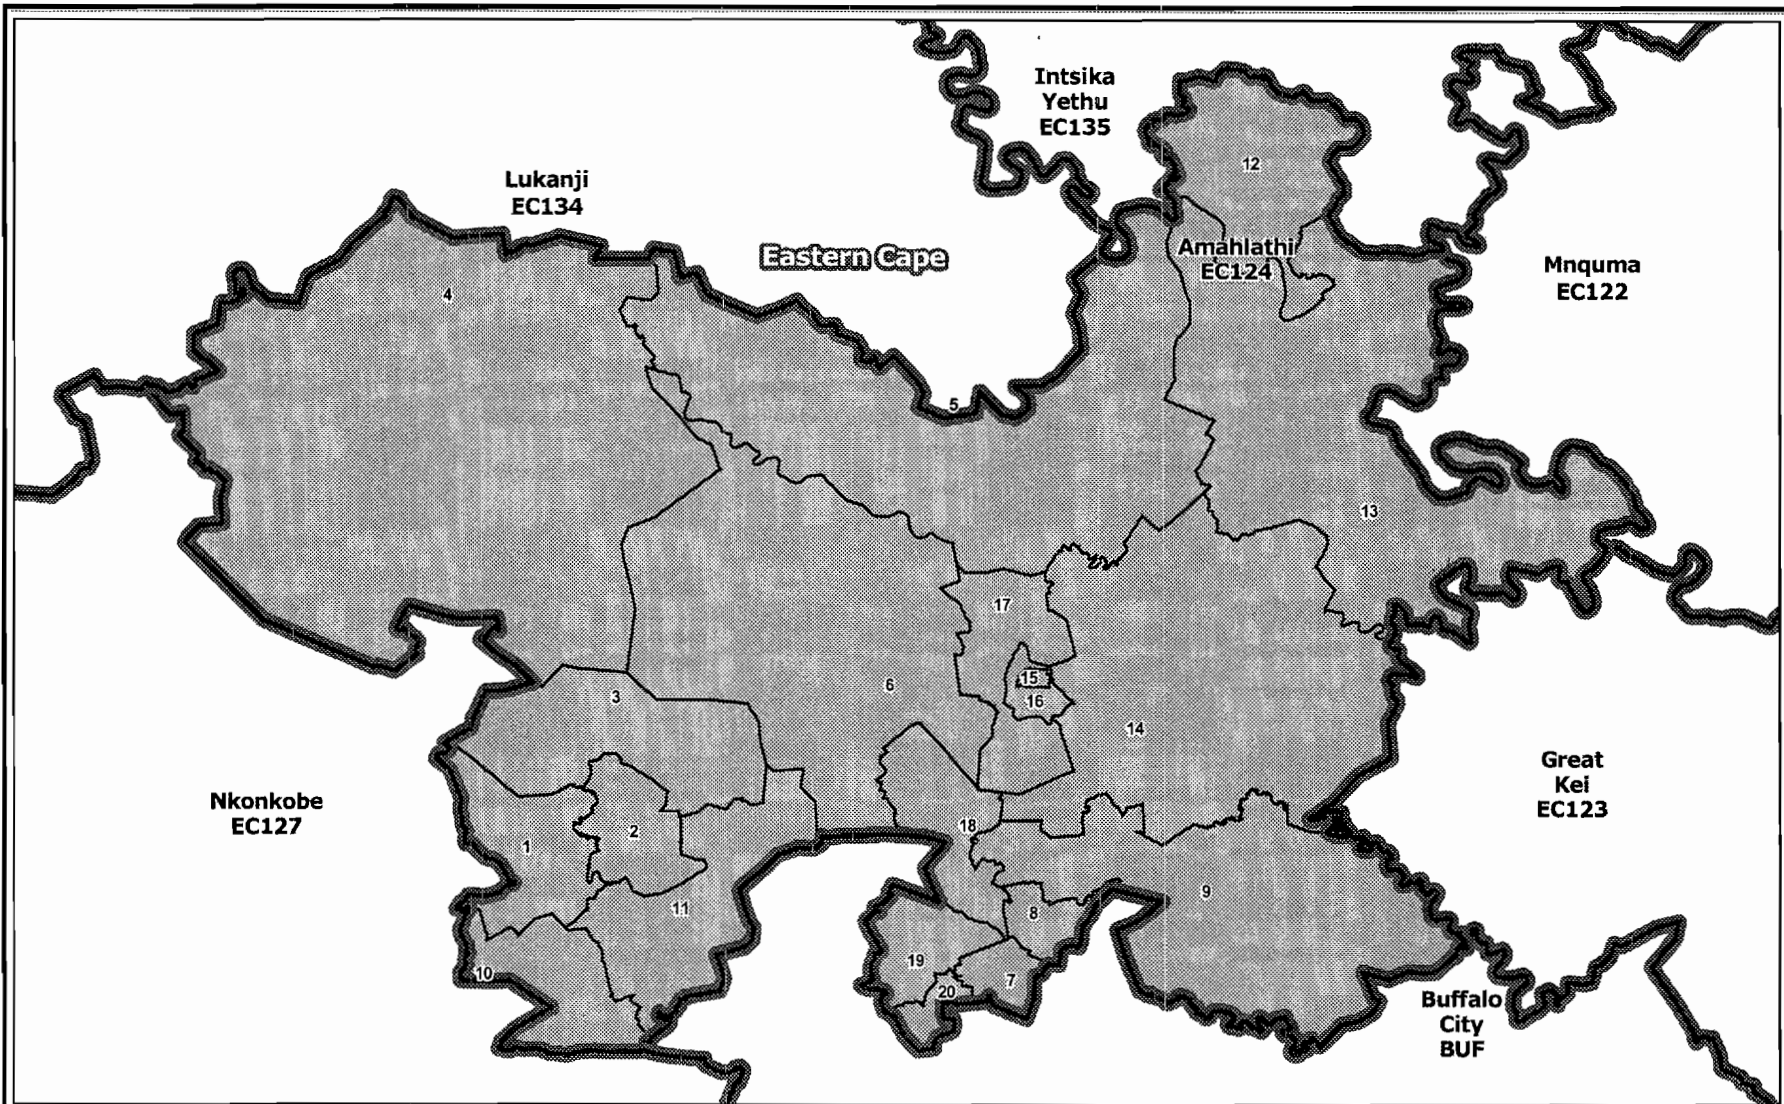 Intsika
Yethu
EC135
12
Lukanji
EC134
Eastern Cape
Amahlathi
EC124
Mnquma
EC122
4
5
13
17
15
16
6
3
14
Great
Kei
EC123
Nkonkobe
EC127
1
2
18
9
11
8
19
10
20
7
Buffalo
City
BUF